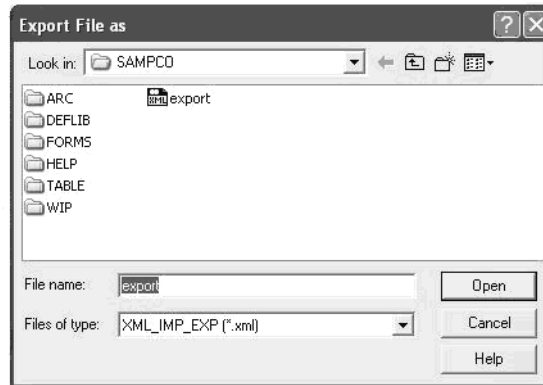 Export File as
Look in: SAMPCO
ARC
export
DEFLIB
FORMS
HELP
TABLE
WIP
File name: export Open
Files of type: XML_IMP_EXP (*.xml) Cancel
Help